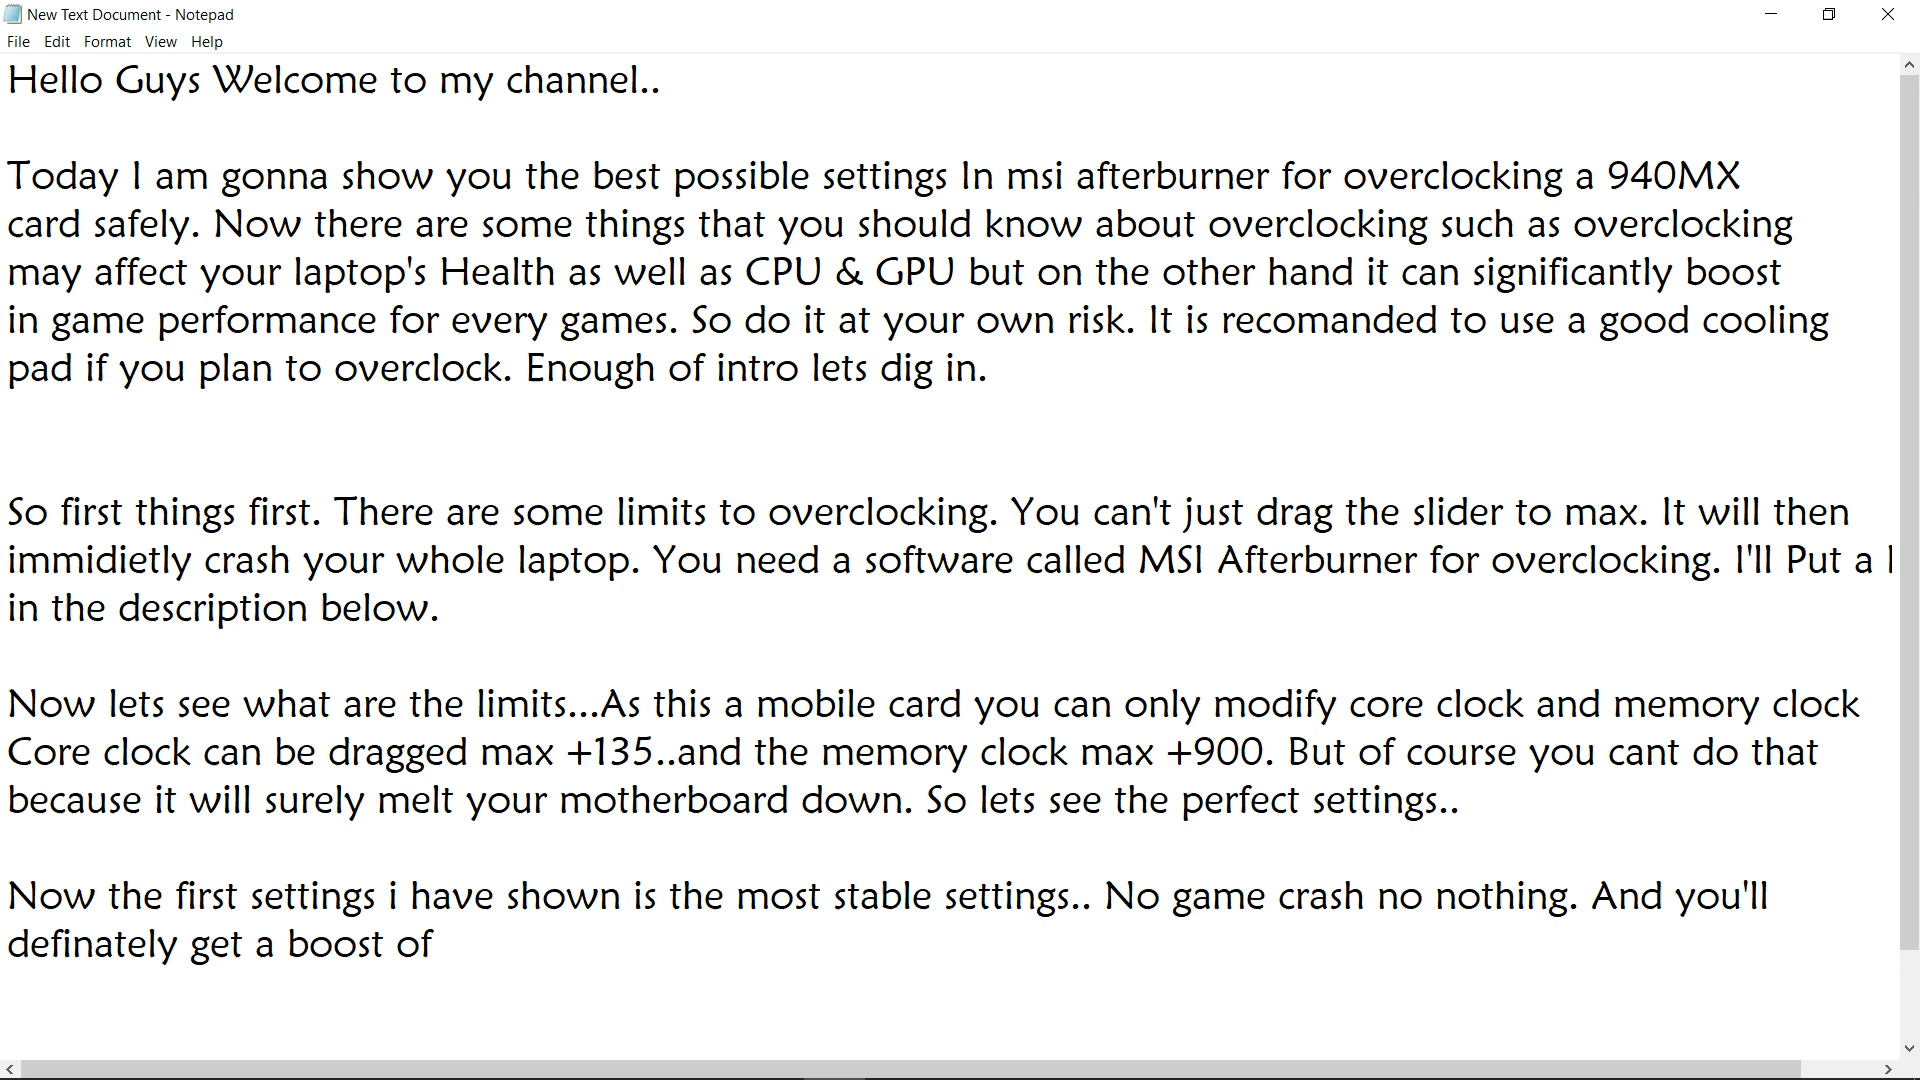 New Text Document - Notepad
File Edit Format View Help
Hello Guys Welcome to my channel..
Today I am gonna show you the best possible settings In msi afterburner for overclocking a 940MX
card safely. Now there are some things that you should know about overclocking such as overclocking
may affect your laptop's Health as well as CPU & GPU but on the other hand it can significantly boost
in game performance for every games. So do it at your own risk. It is recomanded to use a good cooling
pad if you plan to overclock. Enough of intro lets dig in.
So first things first. There are some limits to overclocking. You can't just drag the slider to max. It will then
immidietly crash your whole laptop. You need a software called MSI Afterburner for overclocking. I'll Put a
in the description below.
Now lets see what are the limits...As this a mobile card you can only modify core clock and memory clock
Core clock can be dragged max +135..and the memory clock max +900. But of course you cant do that
because it will surely melt your motherboard down. So lets see the perfect settings..
Now the first settings i have shown is the most stable settings.. No game crash no nothing. And you'll
definately get a boost of